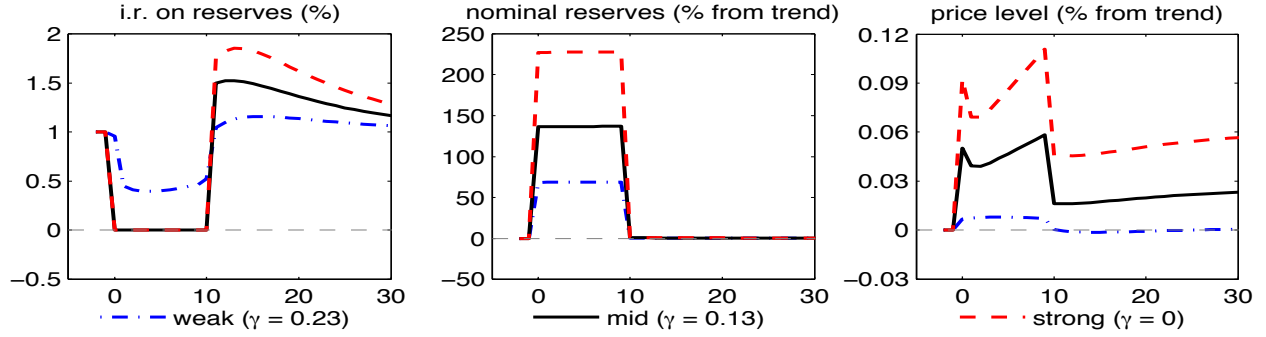 i.r. on reserves (%)
2
1.5
1
0.5
0
−0.5
0 10 20 30
nominal reserves (% from trend)
250
200
150
100
50
0
−50
0 10 20 30
price level (% from trend)
0.12
0.09
0.06
0.03
0
−0.03
0 10 20 30
weak (γ = 0.23)
mid (γ = 0.13)
strong (γ = 0)